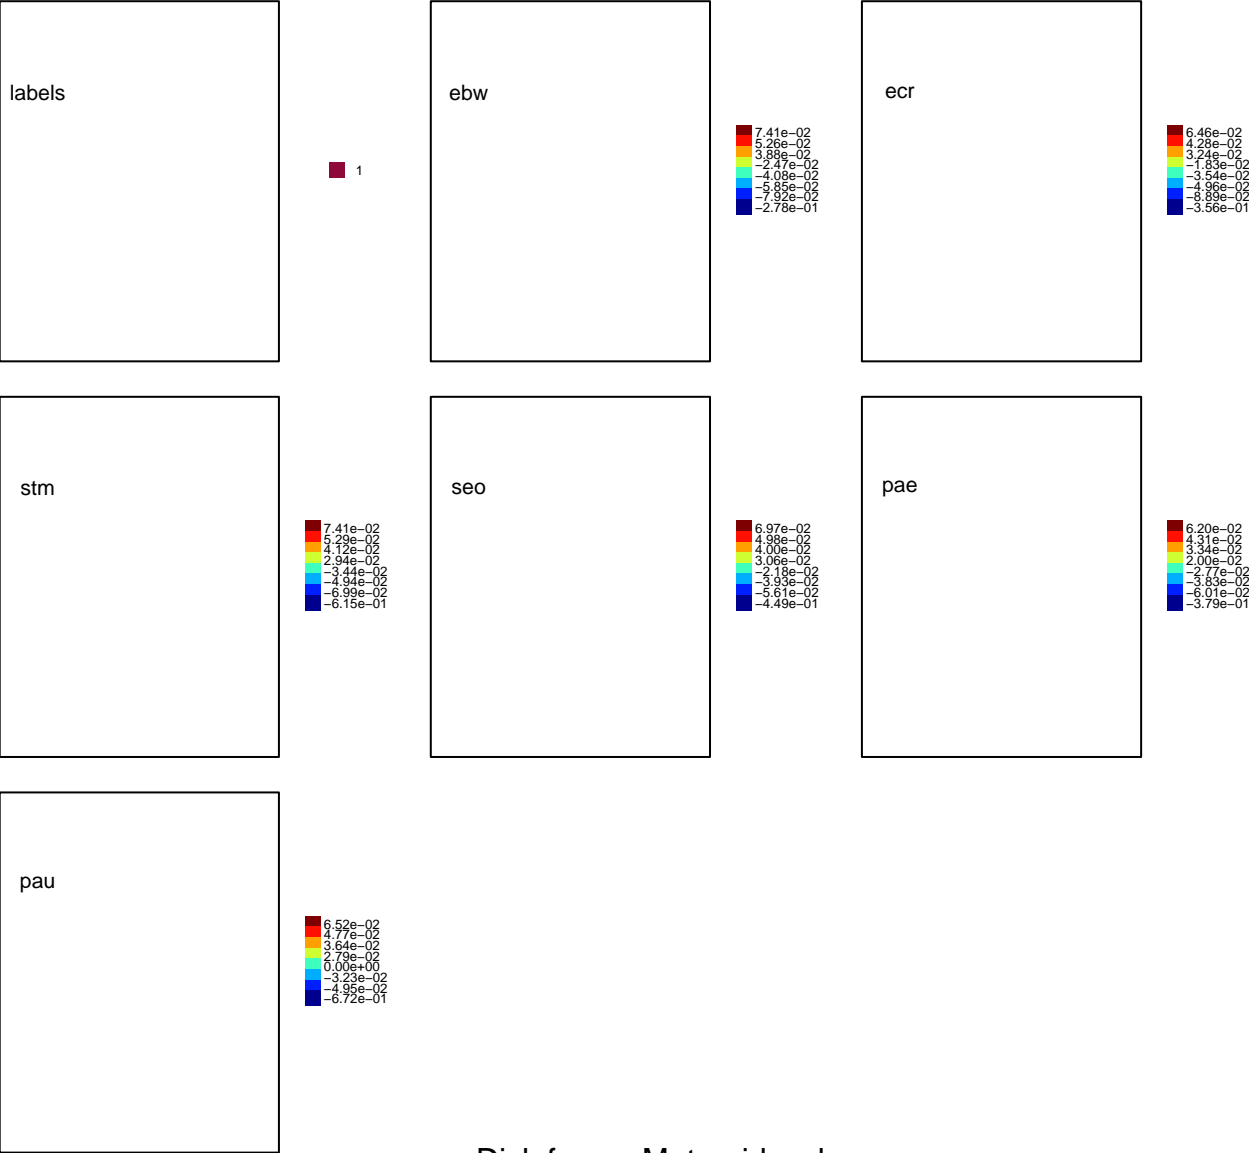 labels
1
ebw
7.41e−02
5.26e−02
3.88e−02
−2.47e−02
−4.08e−02
−5.85e−02
−7.92e−02
−2.78e−01
ecr
6.46e−02
4.28e−02
3.24e−02
−1.83e−02
−3.54e−02
−4.96e−02
−8.89e−02
−3.56e−01
stm
7.41e−02
5.29e−02
4.12e−02
2.94e−02
−3.44e−02
−4.94e−02
−6.99e−02
−6.15e−01
seo
6.97e−02
4.98e−02
4.00e−02
3.06e−02
−2.18e−02
−3.93e−02
−5.61e−02
−4.49e−01
pae
6.20e−02
4.31e−02
3.34e−02
2.00e−02
−2.77e−02
−3.83e−02
−6.01e−02
−3.79e−01
pau
6.52e−02
4.77e−02
3.64e−02
2.79e−02
0.00e+00
−3.23e−02
−4.95e−02
−6.72e−01